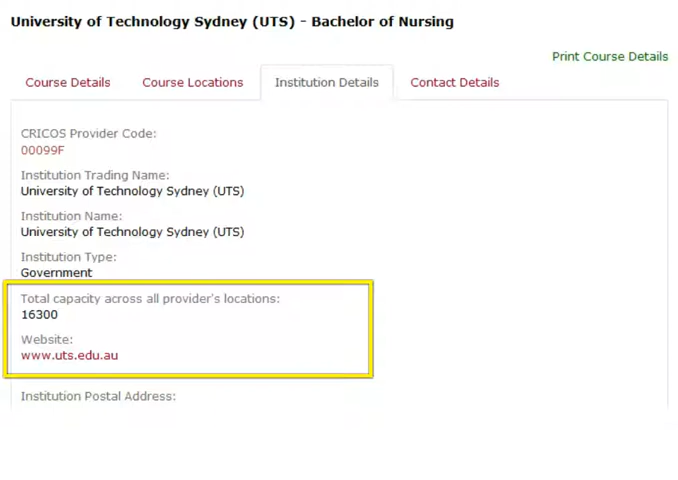 University of Technology Sydney (UTS) - Bachelor of Nursing
Print Course Details
Course Details Course Locations Institution Details Contact Details
CRICOS Provider Code:
00099F
Institution Trading Name:
University of Technology Sydney (UTS)
Institution Name:
University of Technology Sydney (UTS)
Institution Type:
Government
Total capacity across all provider's locations:
16300
Website:
www.uts.edu.au
Institution Postal Address: